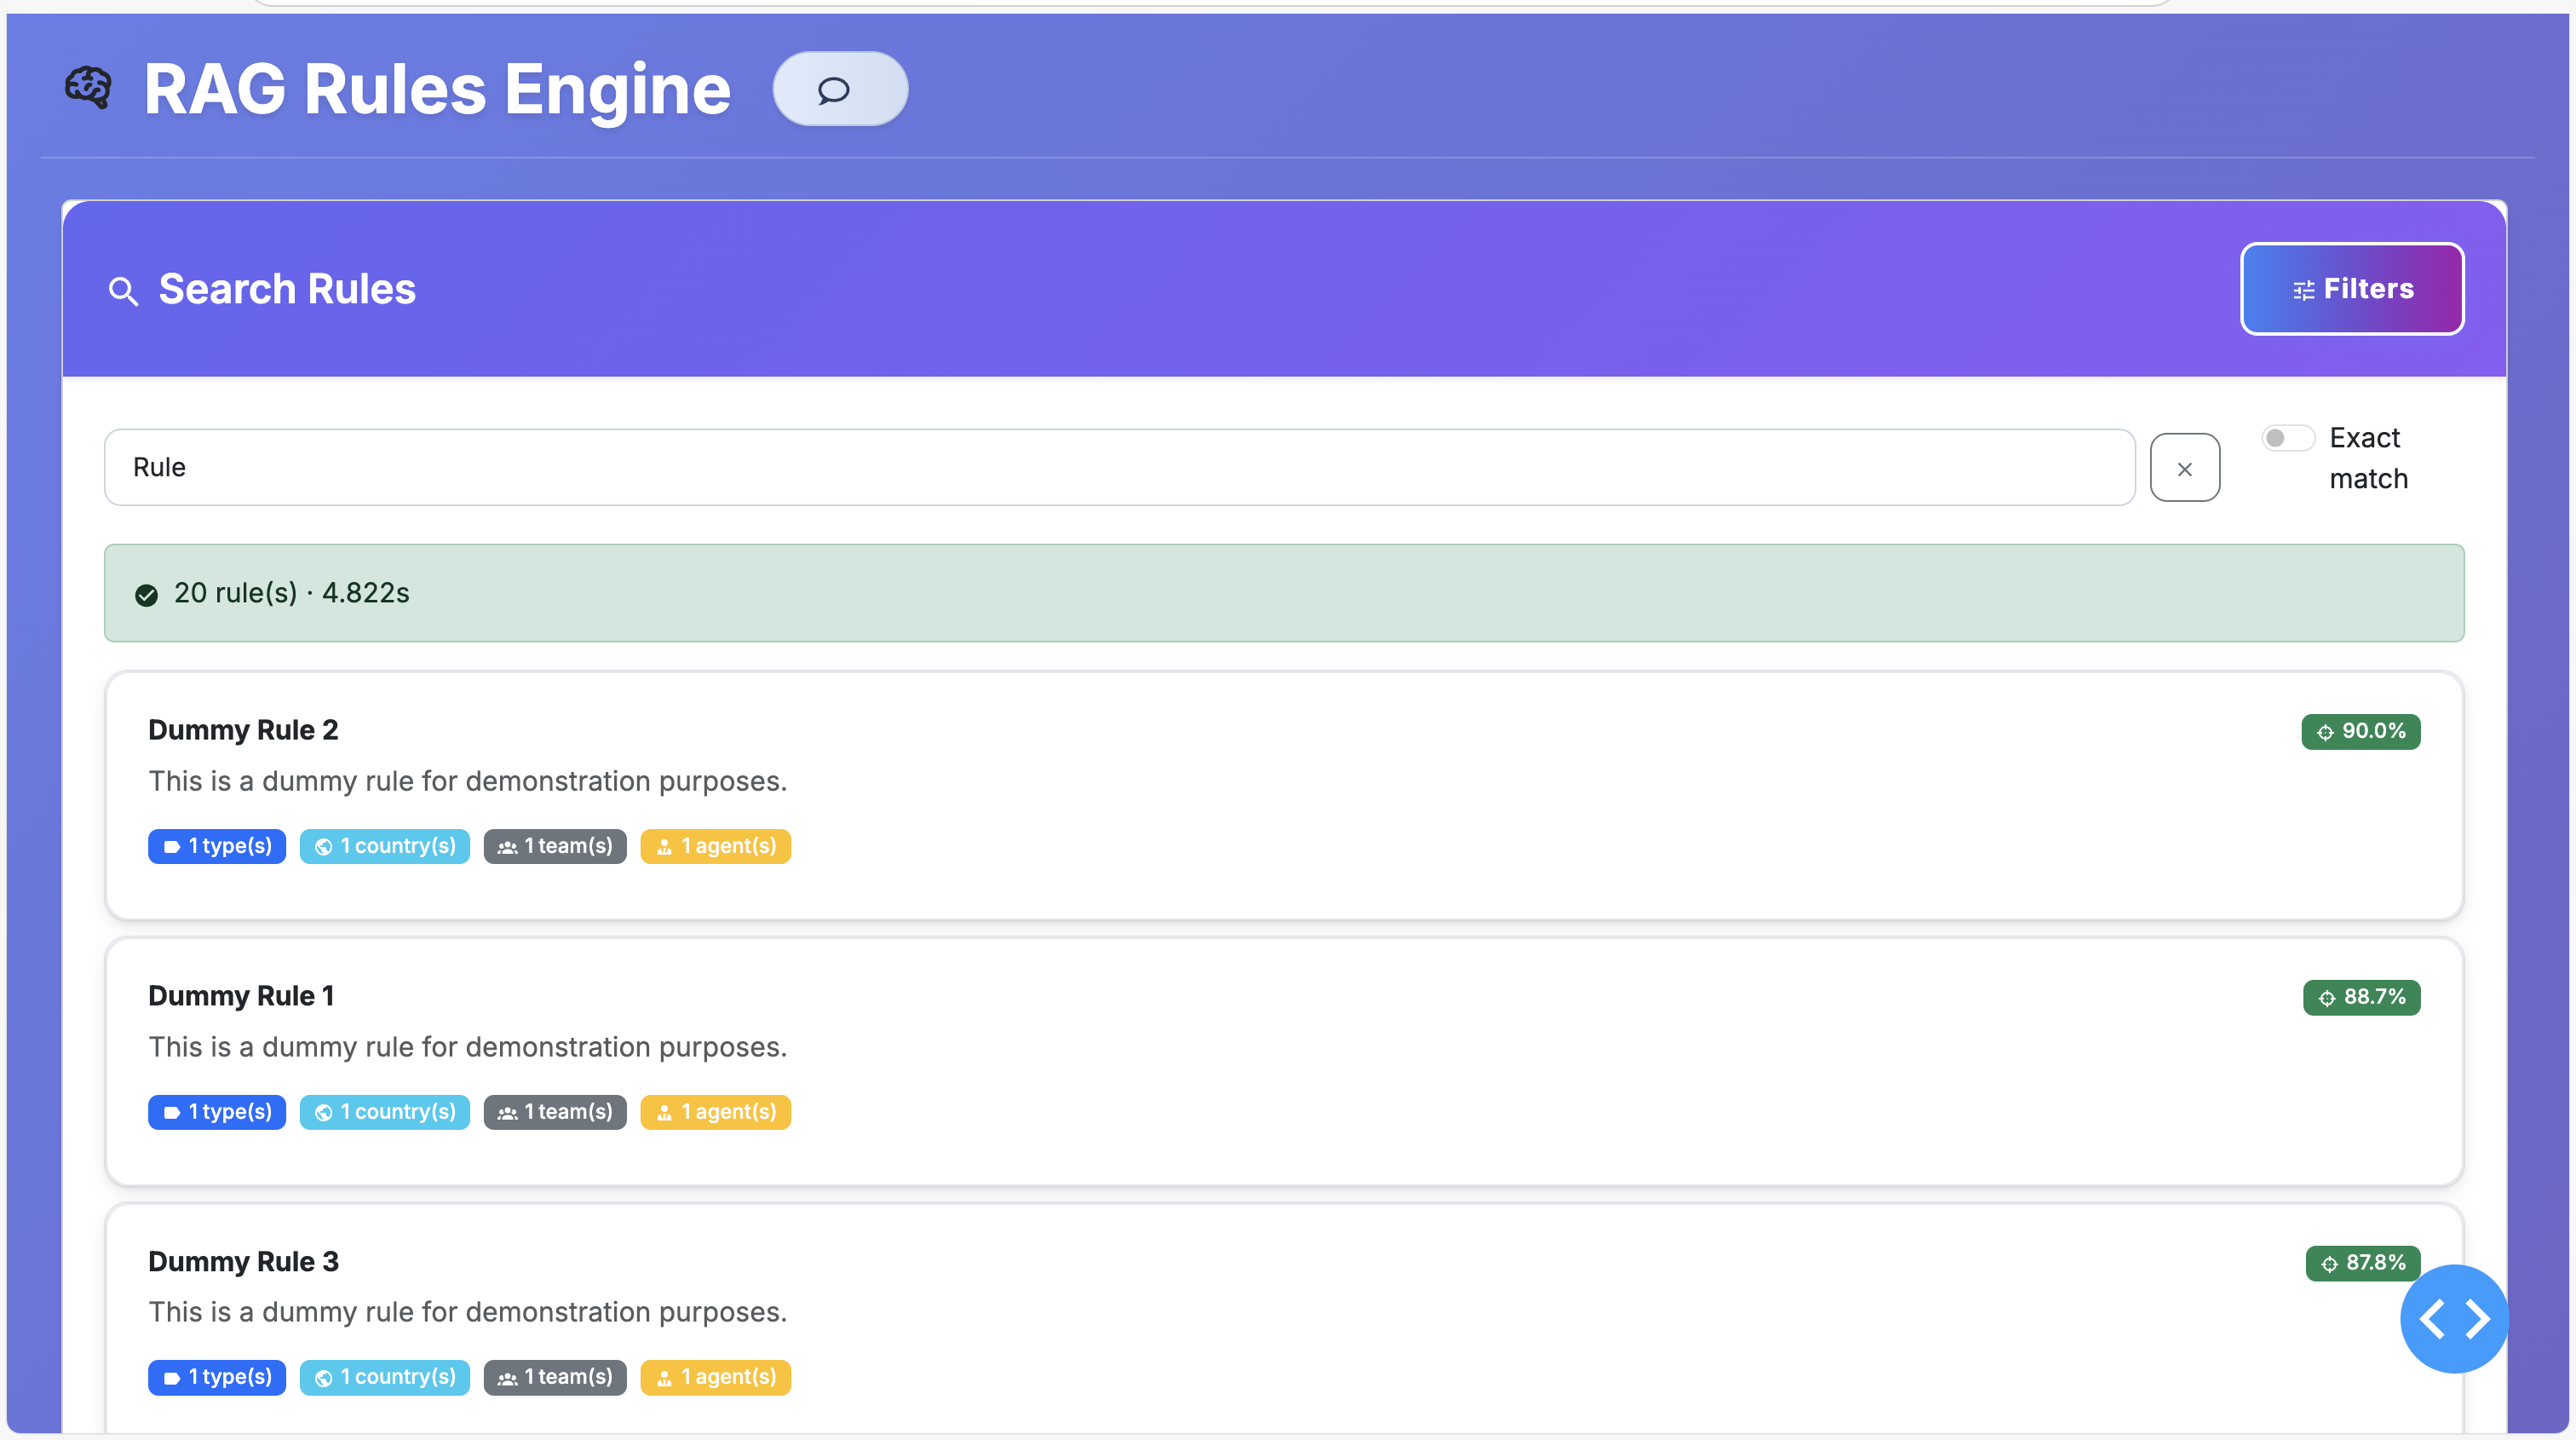 RAG Rules Engine
Search Rules
Filters
Rule
Exact
match
20 rule(s) · 4.822s
Dummy Rule 2
90.0%
This is a dummy rule for demonstration purposes.
1 type(s) 1 country(s) 1 team(s) 1 agent(s)
Dummy Rule 1
88.7%
This is a dummy rule for demonstration purposes.
1 type(s) 1 country(s) 1 team(s) 1 agent(s)
Dummy Rule 3
87.8%
This is a dummy rule for demonstration purposes.
1 type(s) 1 country(s) 1 team(s) 1 agent(s)